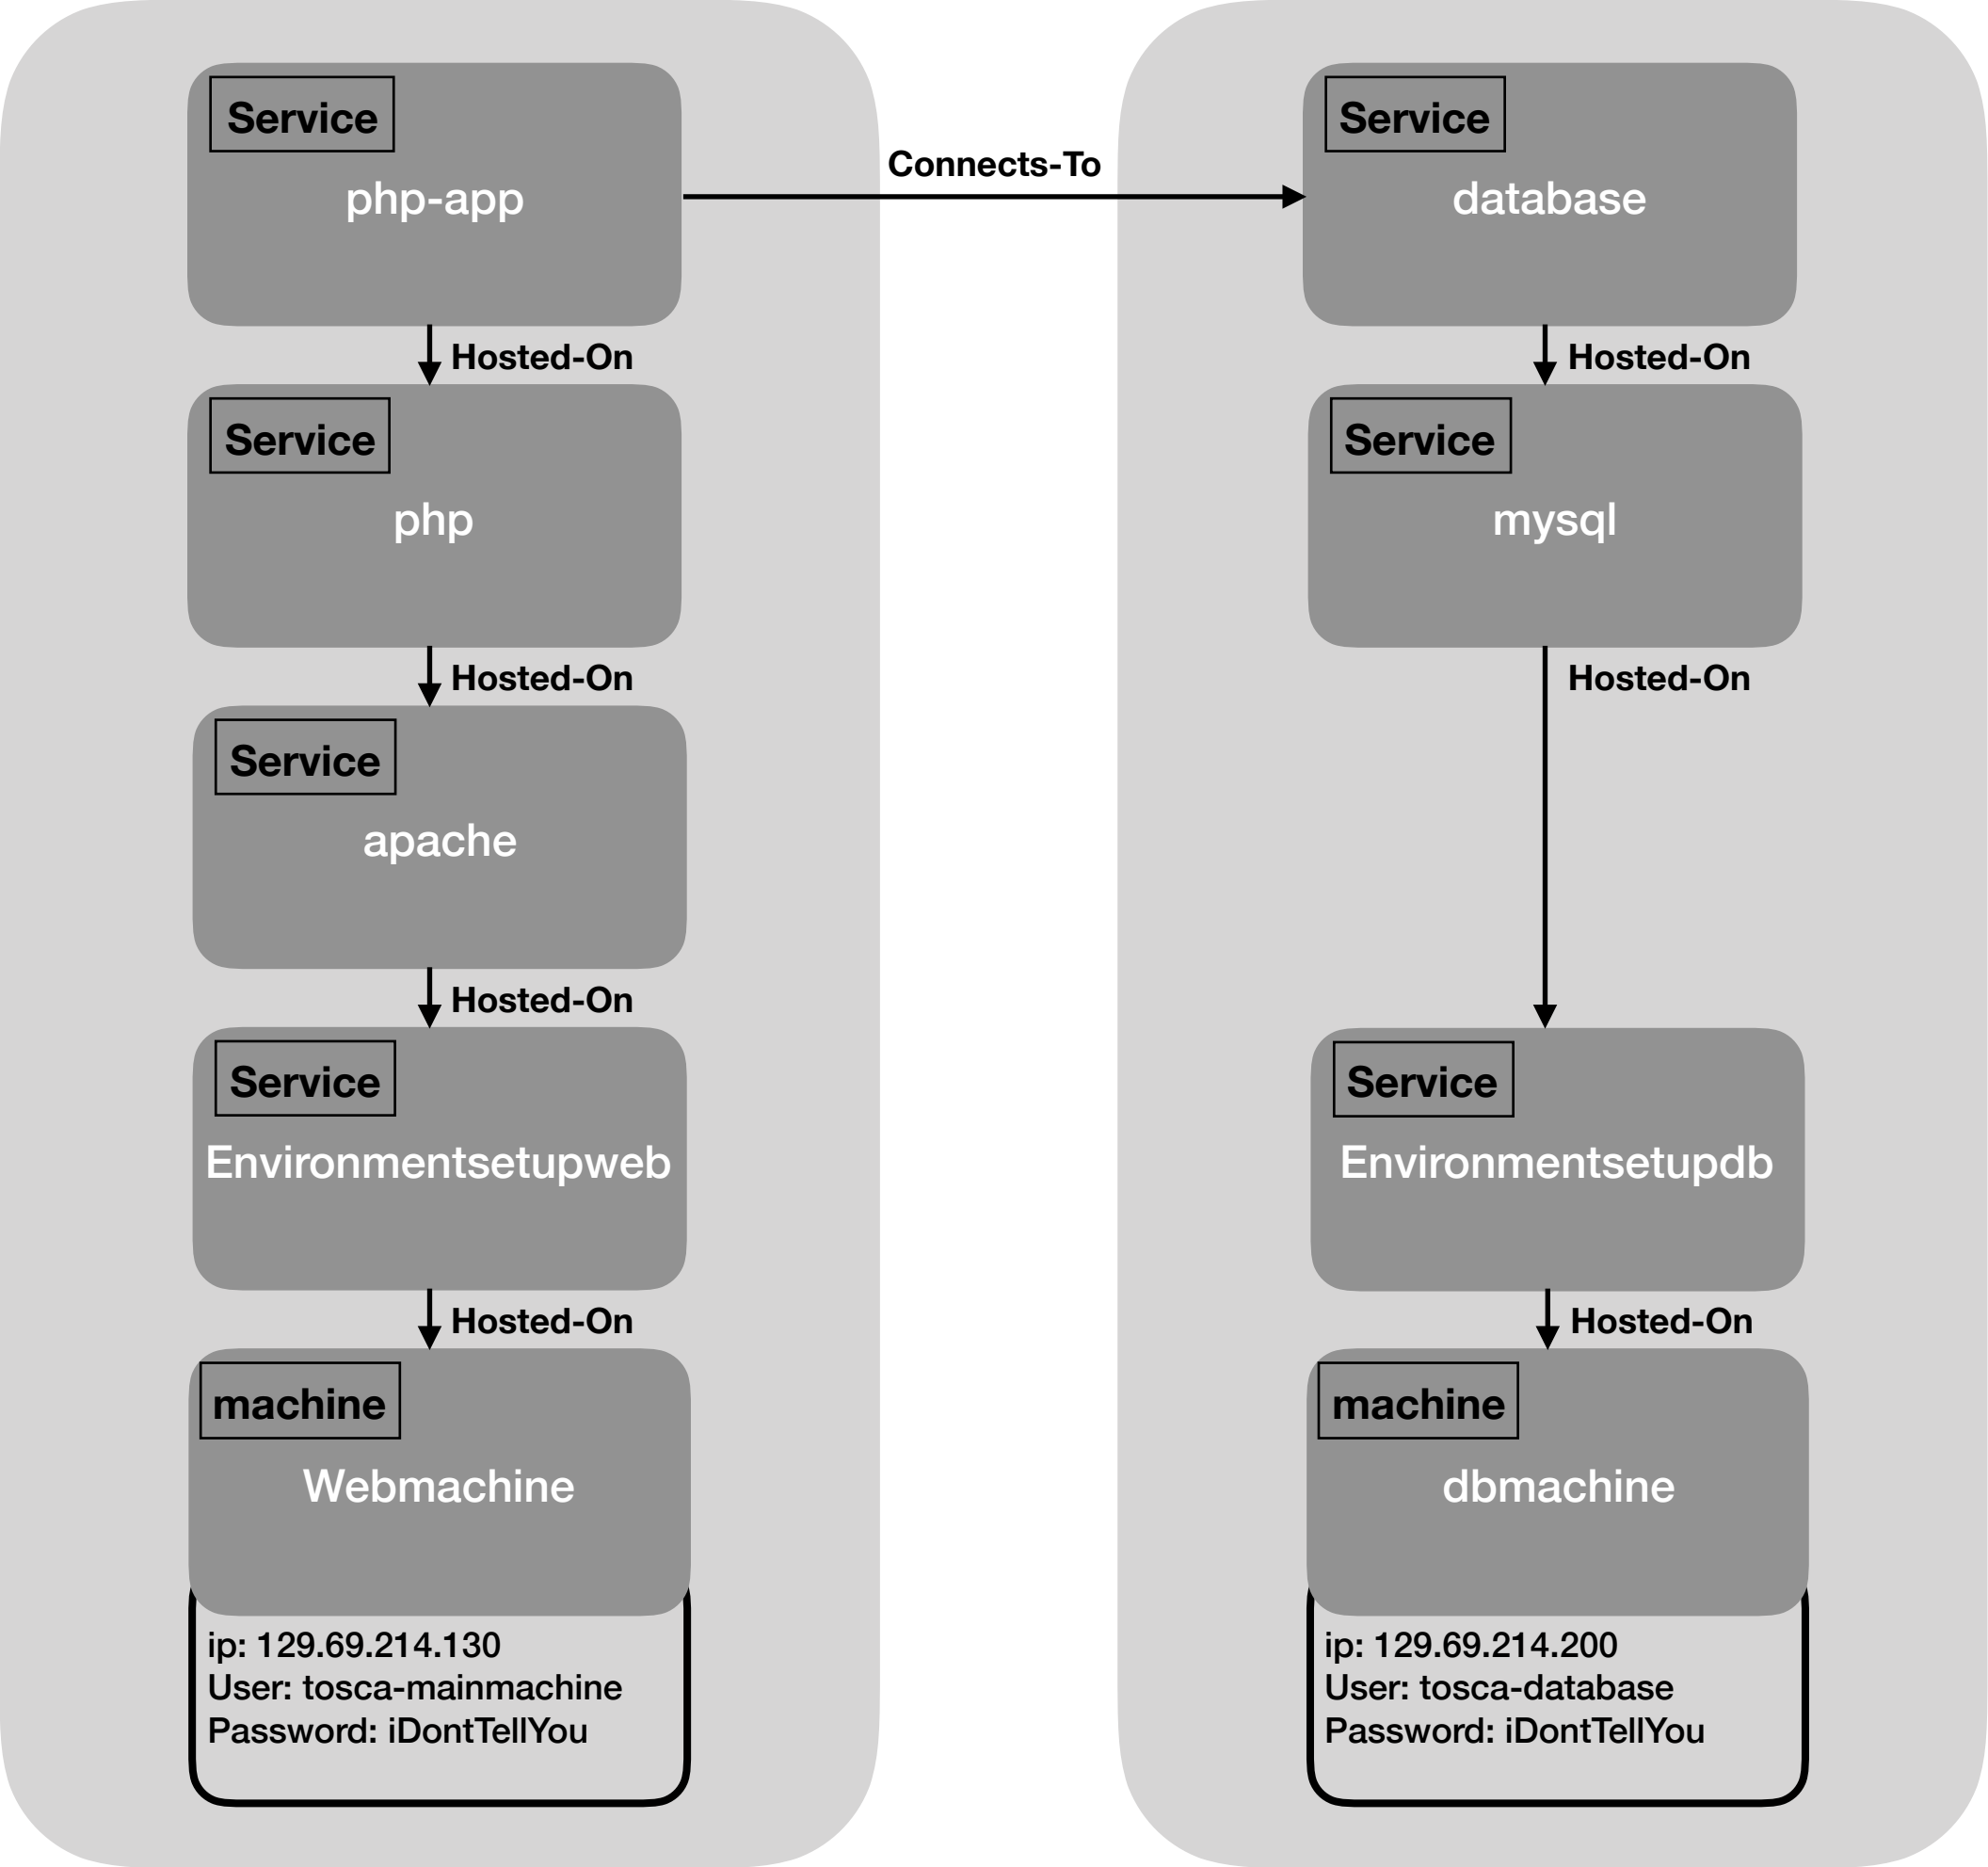 Service
php-app
Connects-To
Service
database
Hosted-On
Hosted-On
Service
php
Service
mysql
Hosted-On
Hosted-On
Service
apache
Hosted-On
Service
Environmentsetupweb
Service
Environmentsetupdb
Hosted-On
Hosted-On
machine
Webmachine
machine
dbmachine
ip: 129.69.214.130
User: tosca-mainmachine
Password: iDontTellYou
ip: 129.69.214.200
User: tosca-database
Password: iDontTellYou